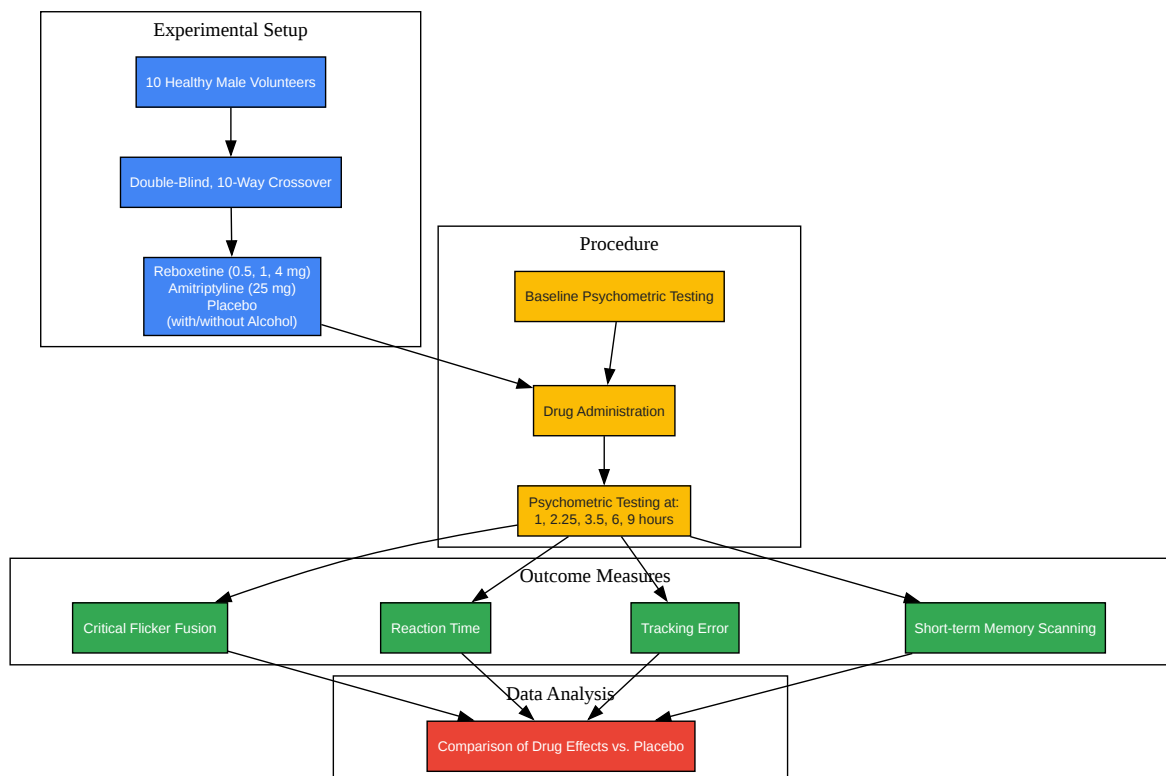 Experimental Setup
10 Healthy Male Volunteers
Double-Blind, 10-Way Crossover
Reboxetine (0.5, 1, 4 mg)
Amitriptyline (25 mg)
Placebo
(with/without Alcohol)
Procedure
Baseline Psychometric Testing
Drug Administration
Psychometric Testing at:
1, 2.25, 3.5, 6, 9 hours
Outcome Measures
Critical Flicker Fusion
Reaction Time
Tracking Error
Short-term Memory Scanning
Data Analysis
Comparison of Drug Effects vs. Placebo